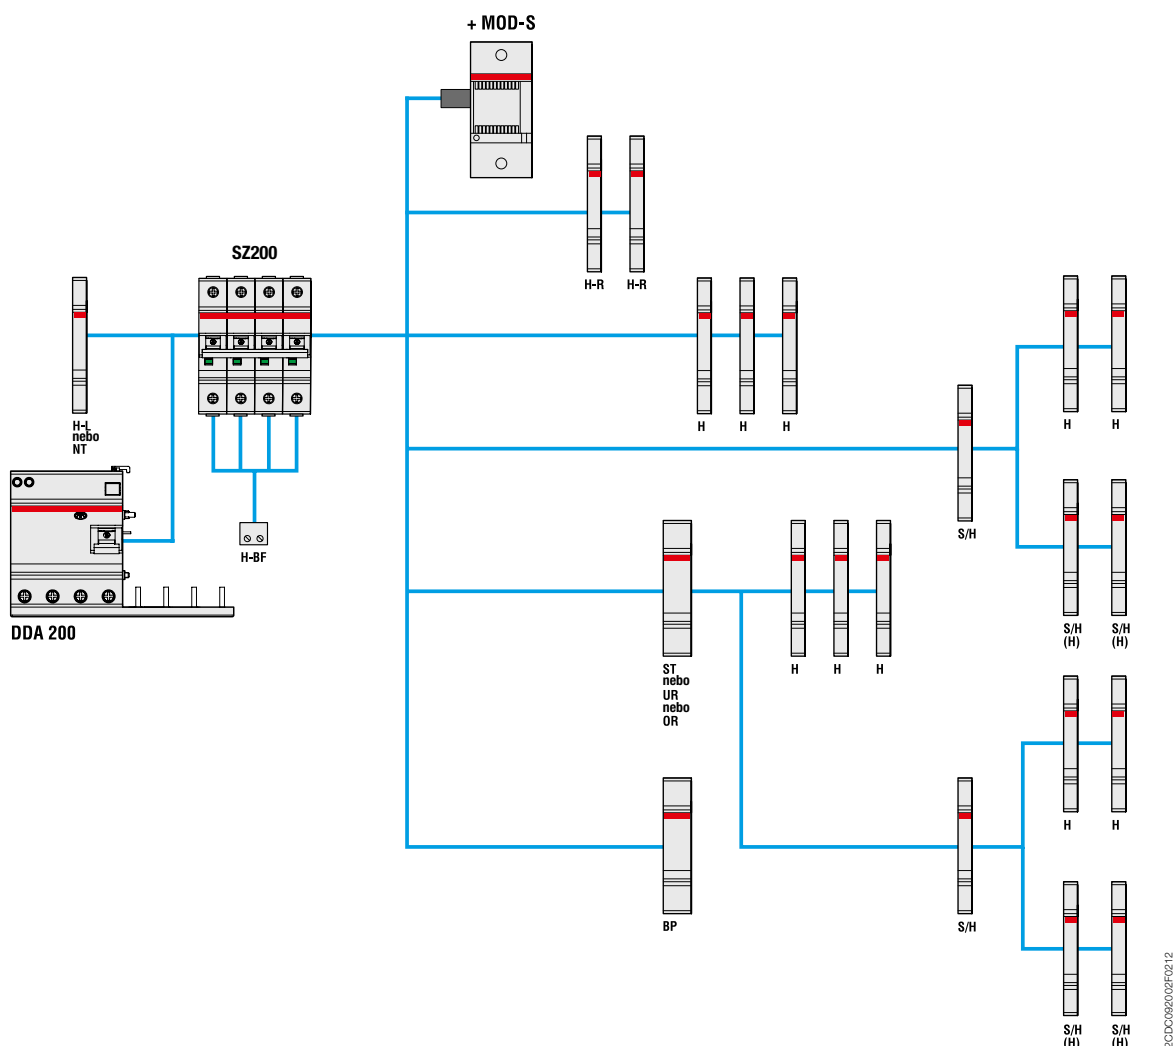 + MOD-S
SZ200
H-R
H-R
H-L
nebo
NT
H
H
H
H
H
S/H
H-BF
DDA 200
S/H
(H)
S/H
(H)
ST
nebo
UR
nebo
OR
H
H
H
H
H
BP
S/H
S/H
(H)
S/H
(H)
2CDC092002F0212